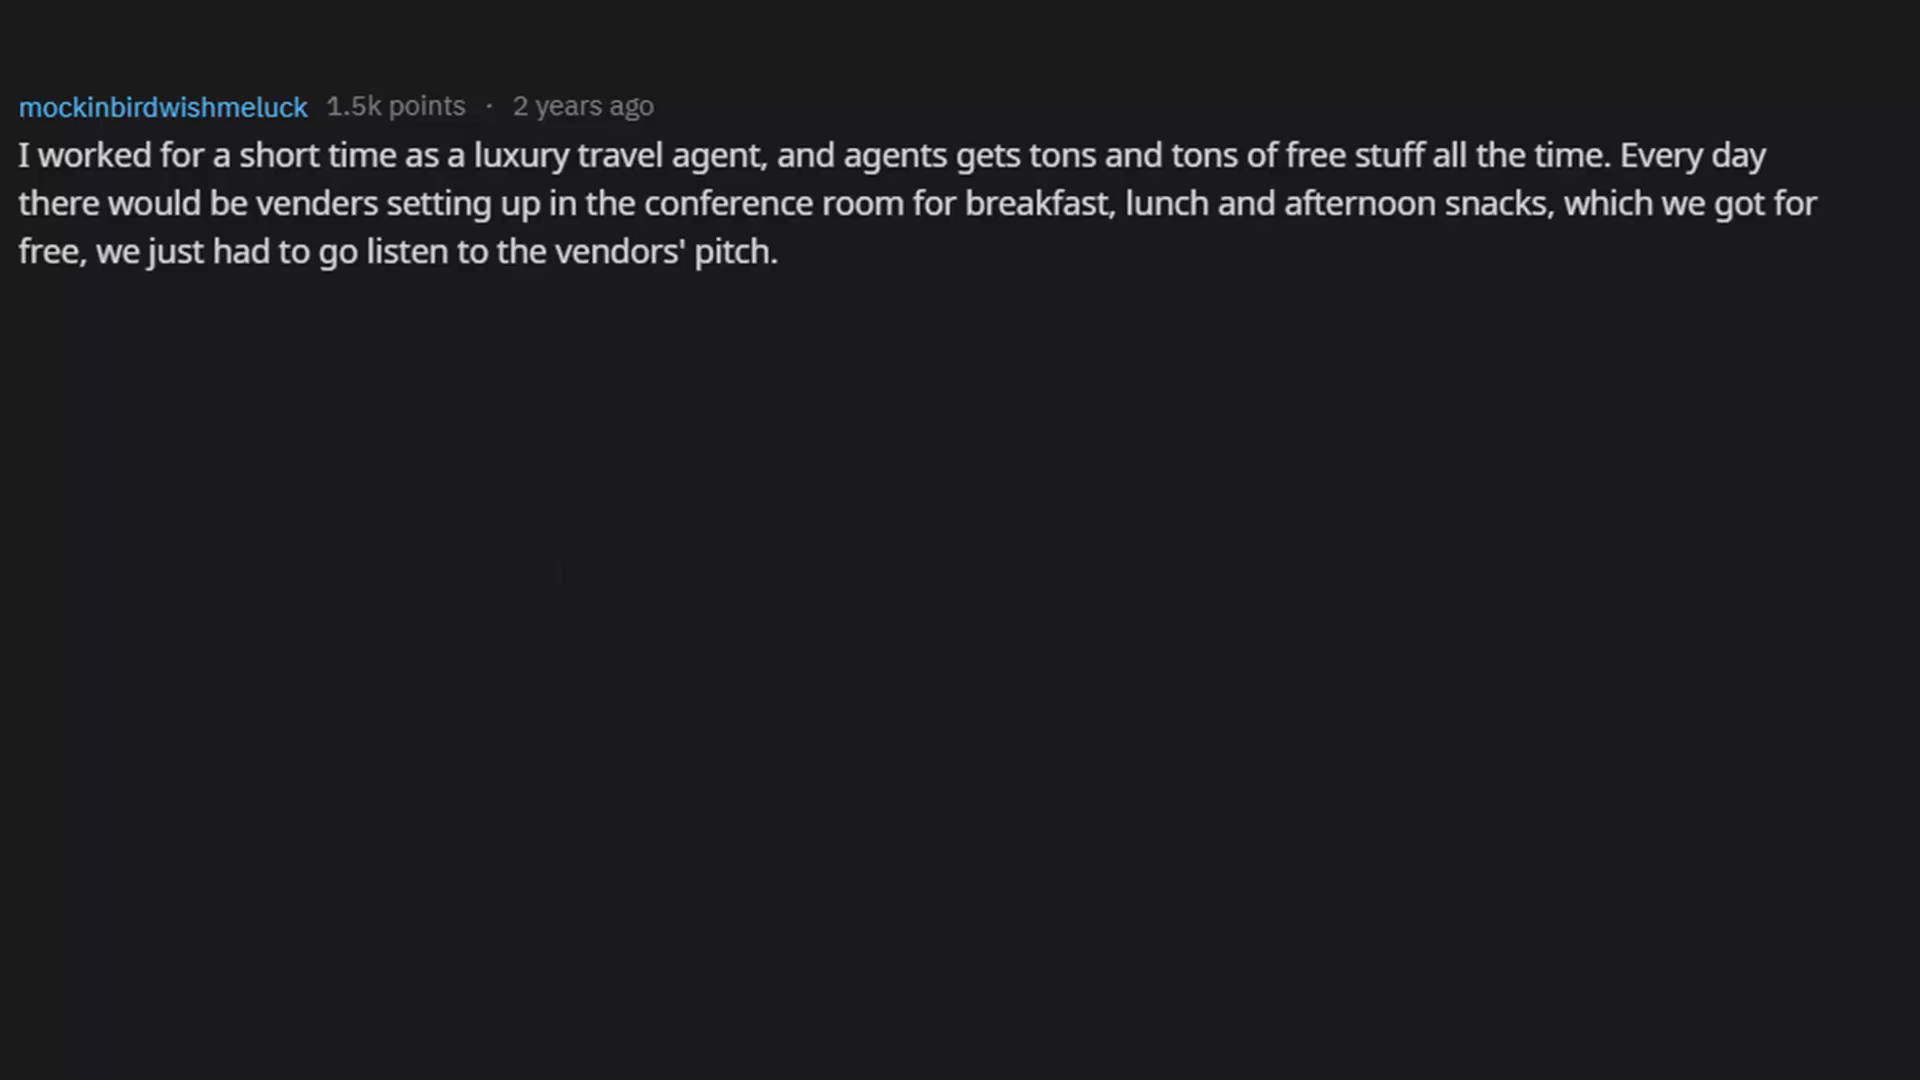 mockinbirdwishmeluck 1.5k points · 2 years ago
I worked for a short time as a luxury travel agent, and agents gets tons and tons of free stuff all the time. Every day
there would be venders setting up in the conference room for breakfast, lunch and afternoon snacks, which we got for
free, we just had to go listen to the vendors' pitch.